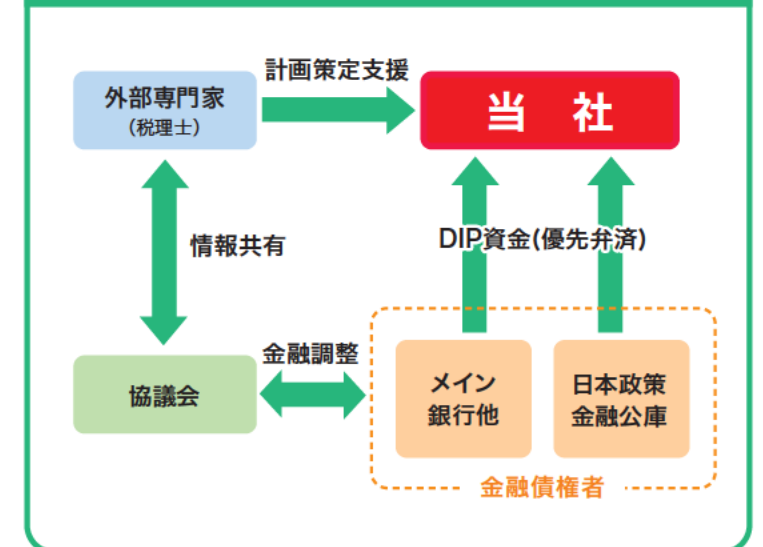 計画策定支援
外部専門家
(税理士)
当 社
情報共有
DIP資金(優先弁済)
金融調整
協議会
メイン
銀行他
日本政策
金融公庫
金融債権者